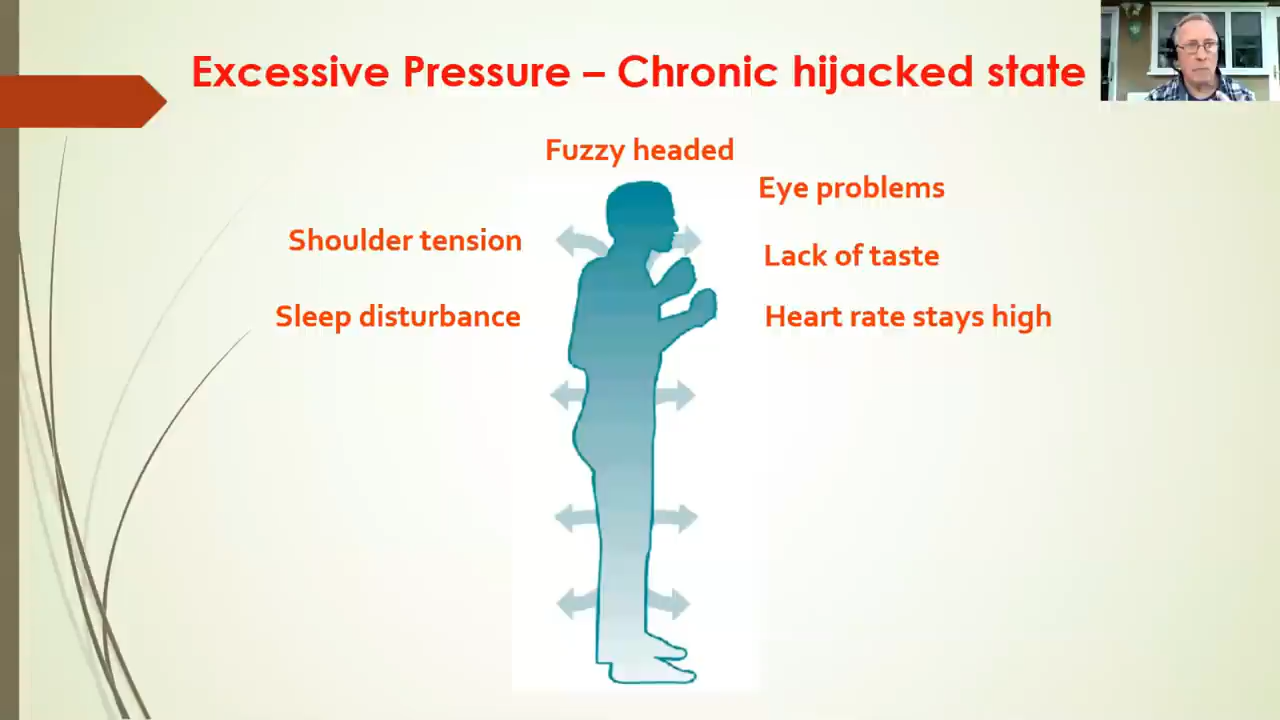 Excessive Pressure – Chronic hijacked state
Fuzzy headed
Eye problems
Shoulder tension
Lack of taste
Sleep disturbance
Heart rate stays high